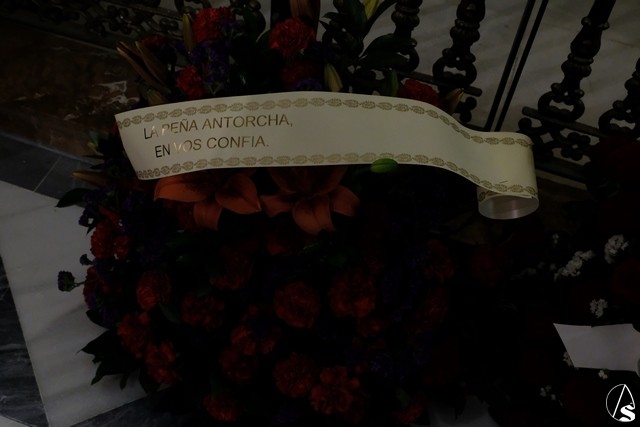 LA PEÑA ANTORCHA,
EN VOS CONFIA.